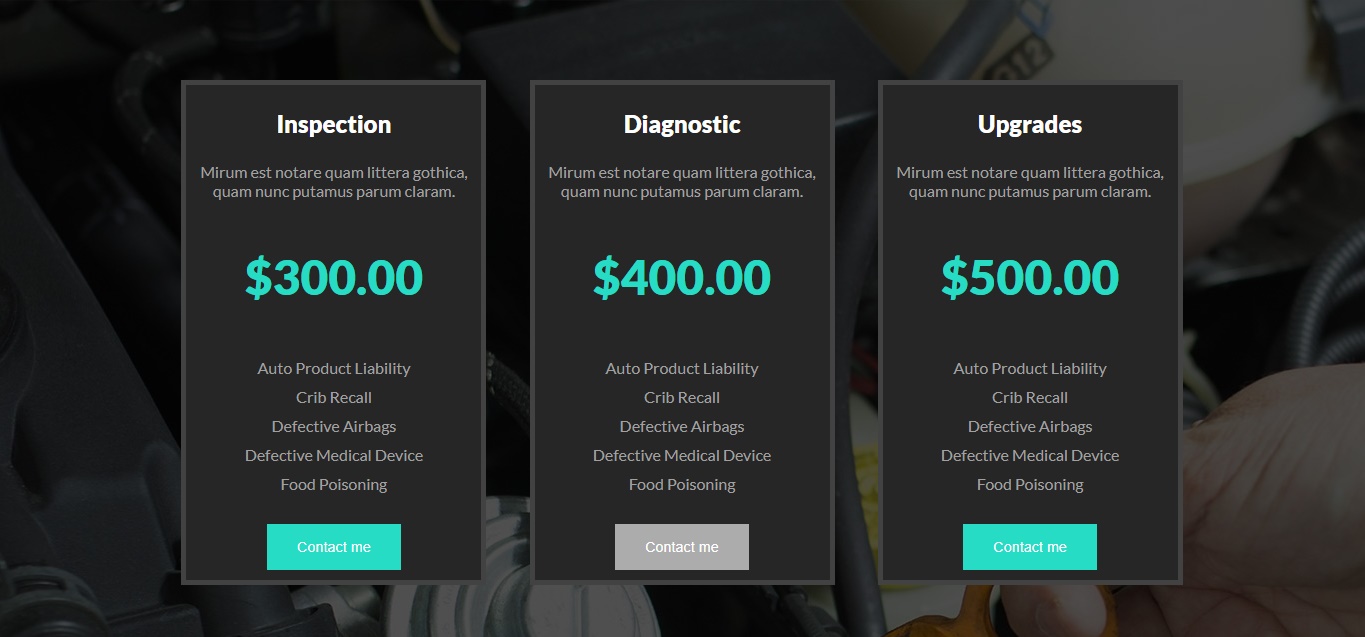 Inspection
Mirum est notare quam littera gothica,
quam nunc putamus parum claram.
$300.00
Auto Product Liability
Crib Recall
Defective Airbags
Defective Medical Device
Food Poisoning
Contact me
Diagnostic
Mirum est notare quam littera gothica,
quam nunc putamus parum claram.
$400.00
Auto Product Liability
Crib Recall
Defective Airbags
Defective Medical Device
Food Poisoning
Contact me
Upgrades
Mirum est notare quam littera gothica,
quam nunc putamus parum claram.
$500.00
Auto Product Liability
Crib Recall
Defective Airbags
Defective Medical Device
Food Poisoning
Contact me